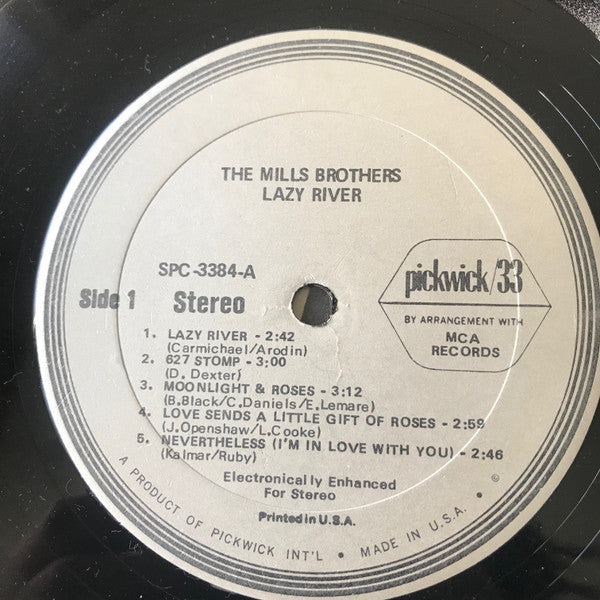 THE MILLS BROTHERS
LAZY RIVER
SPC-3384-A
Side 1 Stereo
pickwick/33
BY ARRANGEMENT WITH
MCA
RECORDS
1. LAZY RIVER - 2:42
(Carmichael/Arodin)
2. 627 STOMP - 3:00
(D. Dexter)
3. MOONLIGHT & ROSES - 3:12
(B.Black/C.Daniels/E.Lemare)
4. LOVE SENDS A LITTLE GIFT OF ROSES - 2:59
(J.Openshaw/L.Cooke)
5. NEVERTHELESS (I'M IN LOVE WITH YOU) - 2:46
(Kalmar/Ruby)
Electronically Enhanced
For Stereo
Printed in U.S.A.
A PRODUCT OF PICKWICK INT'L • MADE IN U.S.A. • ©